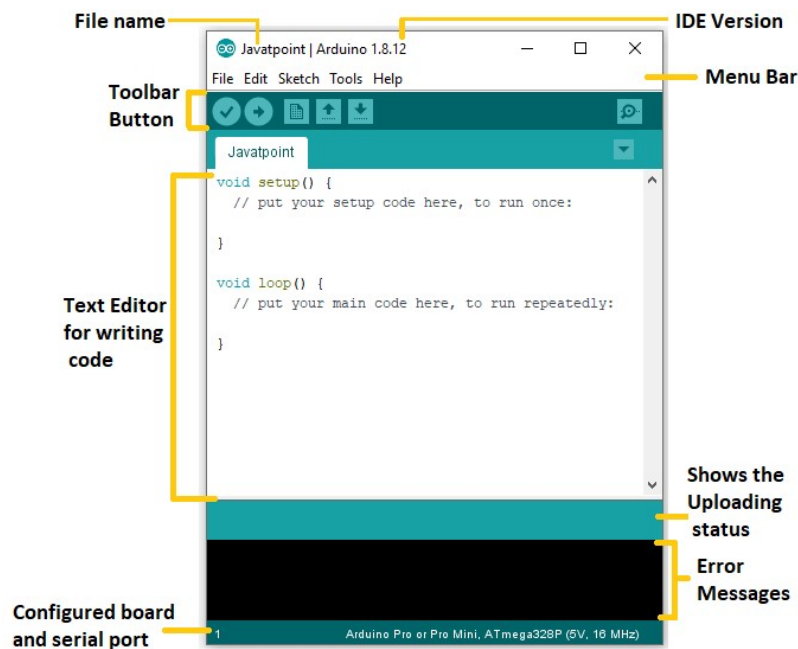 File name
IDE Version
Javatpoint | Arduino 1.8.12
File Edit Sketch Tools Help
Menu Bar
Toolbar
Button
Javatpoint
void setup() {
// put your setup code here, to run once:
}
void loop() {
// put your main code here, to run repeatedly:
}
Text Editor
for writing
code
Shows the
Uploading
status
Error
Messages
Configured board
and serial port
1
Arduino Pro or Pro Mini, ATmega328P (5V, 16 MHz)